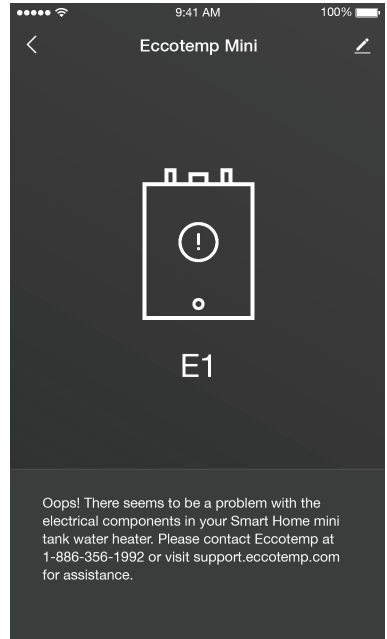 9:41 AM
100%
Eccotemp Mini
!
E1
Oops! There seems to be a problem with the
electrical components in your Smart Home mini
tank water heater. Please contact Eccotemp at
1-886-356-1992 or visit support.eccotemp.com
for assistance.